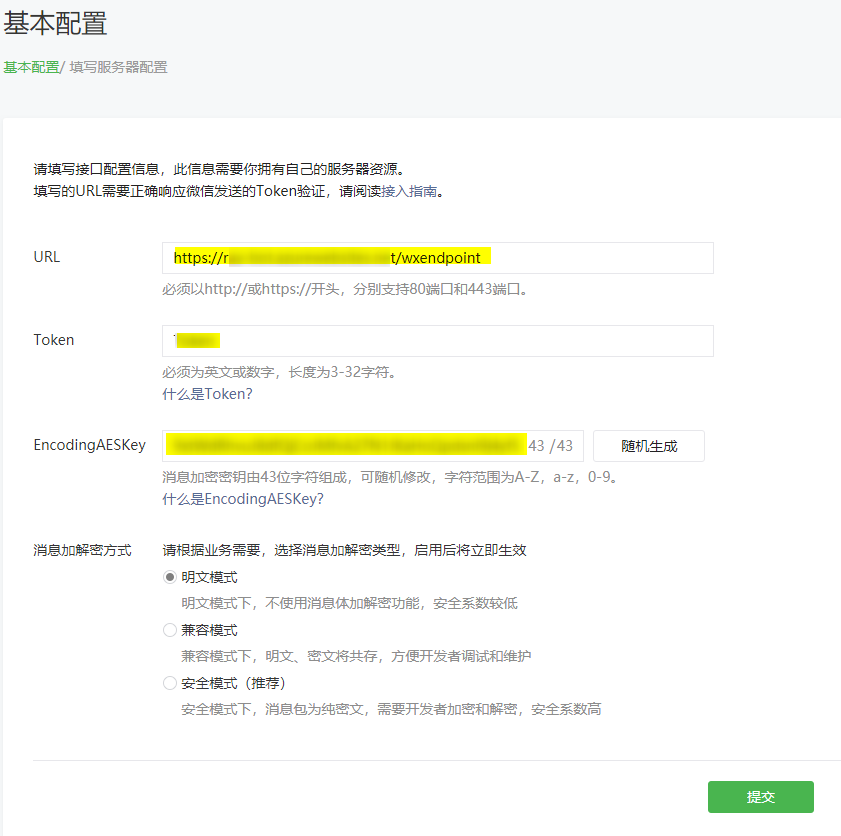 基本配置
基本配置/ 填写服务器配置
请填写接口配置信息，此信息需要你拥有自己的服务器资源。
填写的URL需要正确响应微信发送的Token验证，请阅读接入指南。
URL
https://r t/wxendpoint
必须以http://或https://开头，分别支持80端口和443端口。
Token
必须为英文或数字，长度为3-32字符。
什么是Token?
EncodingAESKey
43 /43
随机生成
消息加密密钥由43位字符组成，可随机修改，字符范围为A-Z，a-z，0-9。
什么是EncodingAESKey?
消息加解密方式
请根据业务需要，选择消息加解密类型，启用后将立即生效
明文模式
明文模式下，不使用消息体加解密功能，安全系数较低
兼容模式
兼容模式下，明文、密文将共存，方便开发者调试和维护
安全模式（推荐）
安全模式下，消息包为纯密文，需要开发者加密和解密，安全系数高
提交